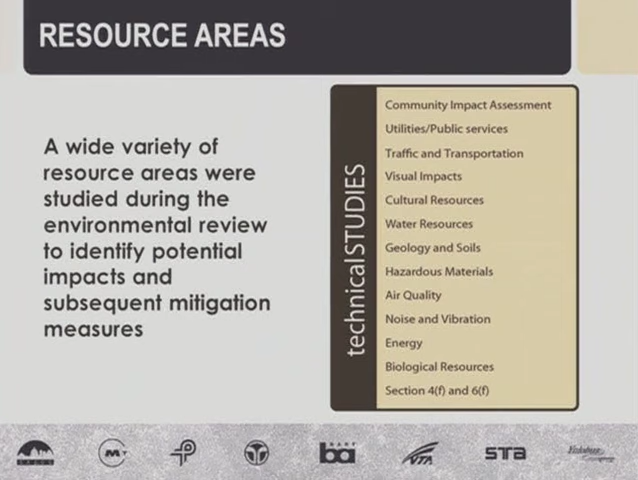 RESOURCE AREAS
A wide variety of
resource areas were
studied during the
environmental review
to identify potential
impacts and
subsequent mitigation
measures
technicalSTUDIES
Community Impact Assessment
Utilities/Public services
Traffic and Transportation
Visual Impacts
Cultural Resources
Water Resources
Geology and Soils
Hazardous Materials
Air Quality
Noise and Vibration
Energy
Biological Resources
Section 4(f) and 6(f)
ba
VTA
STA